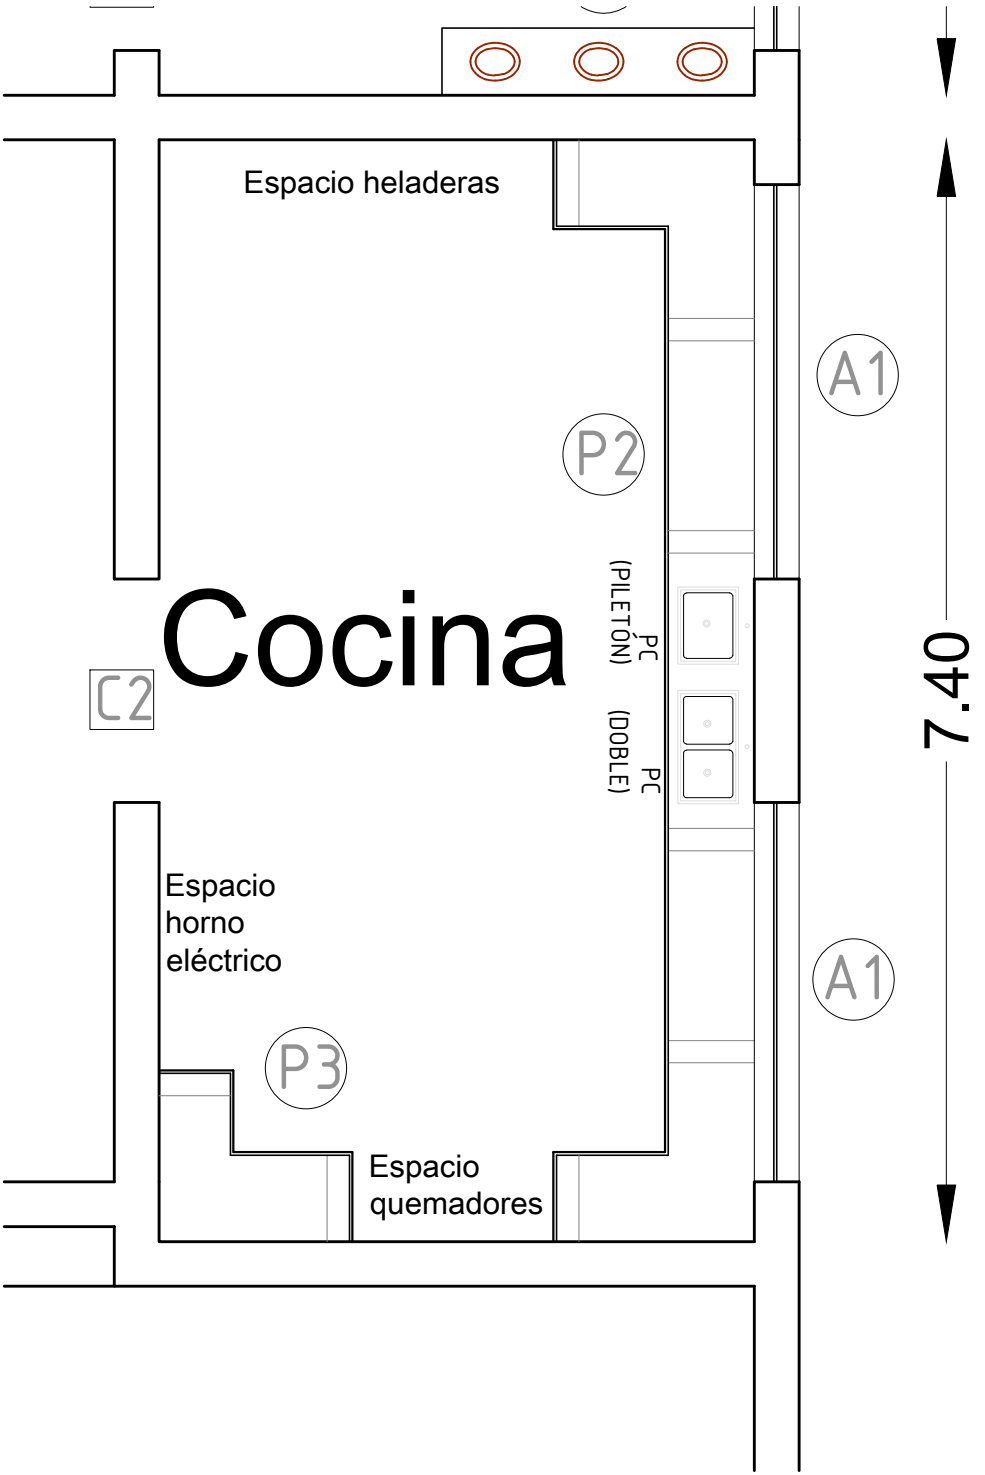 Espacio heladeras
A1
P2
(PILETÓN)
PC
Cocina
7.40
C2
(DOBLE)
PC
Espacio
horno
eléctrico
A1
P3
Espacio
quemadores